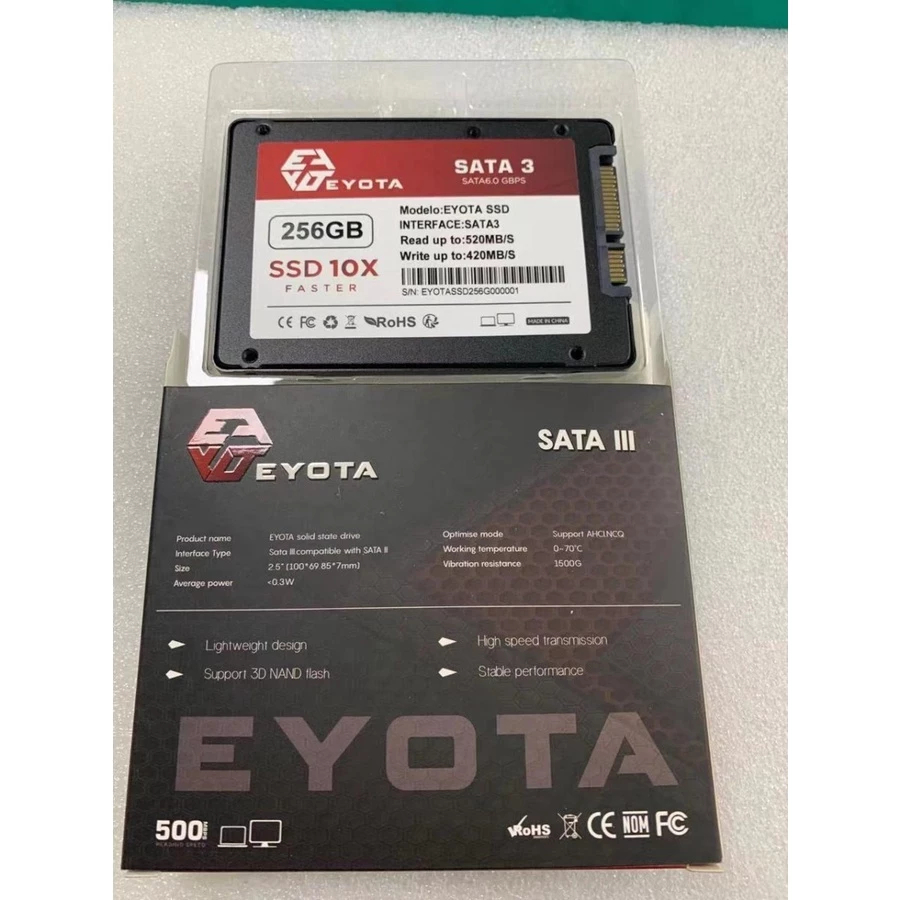 EYOTA
SATA 3
SATA6.0 GBPS
256GB
SSD 10X
FASTER
Modelo:EYOTA SSD
INTERFACE:SATA3
Read up to:520MB/S
Write up to:420MB/S
S/N: EYOTASSD256G000001
CE FC RoHS
MADE IN CHINA
EYOTA
SATA III
Product name EYOTA solid state drive
Interface Type Sata III.compatible with SATA II
Size 2.5" (100*69.85*7mm)
Average power <0.3W
Optimise mode Support AHCI.NCQ
Working temperature 0~70°C
Vibration resistance 1500G
Lightweight design
Support 3D NAND flash
High speed transmission
Stable performance
EYOTA
500
RoHS CE NOM FC